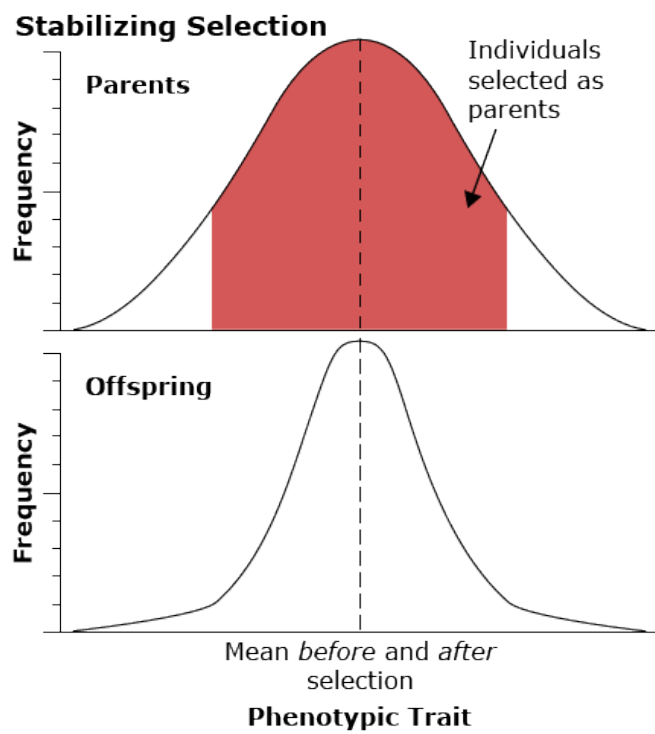 Stabilizing Selection
Individuals
selected as
parents
Parents
Frequency
Offspring
Frequency
Mean before and after
selection
Phenotypic Trait